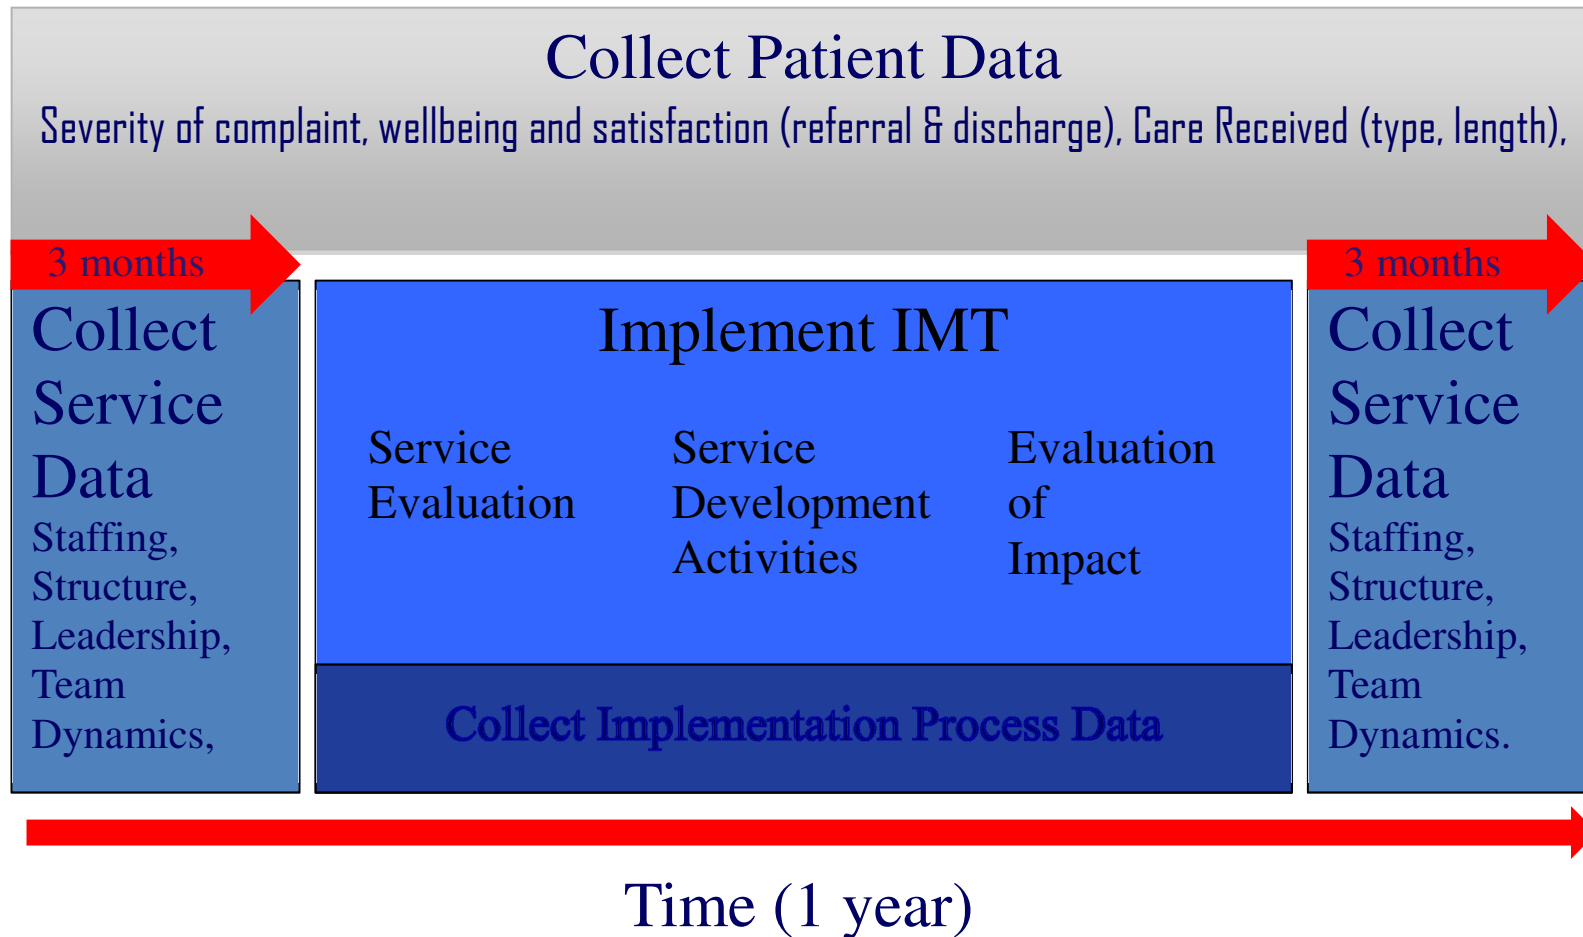 Collect Patient Data
Severity of complaint, wellbeing and satisfaction (referral & discharge), Care Received (type, length),
3 months
Collect
Service
Data
Staffing,
Structure,
Leadership,
Team
Dynamics,
Implement IMT
Service
Evaluation
Service
Development
Activities
Evaluation
of
Impact
Collect Implementation Process Data
3 months
Collect
Service
Data
Staffing,
Structure,
Leadership,
Team
Dynamics.
Time (1 year)